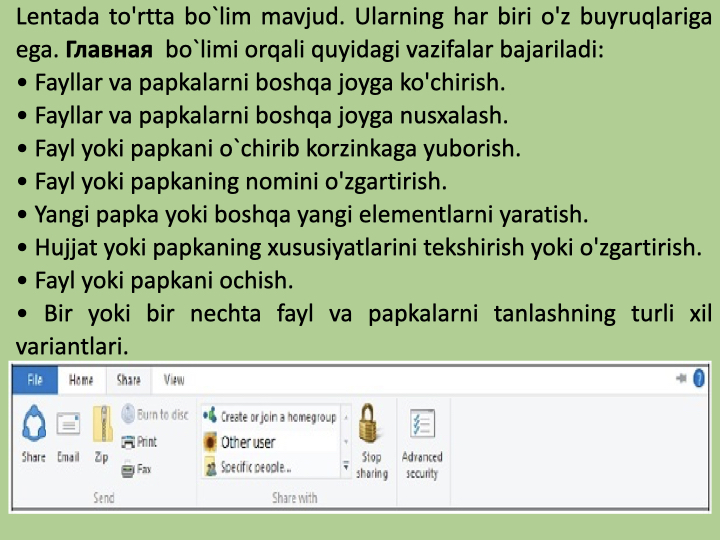 Lentada to'rtta bo`lim mavjud. Ularning har biri o'z buyruqlariga
ega. Главная bo`limi orqali quyidagi vazifalar bajariladi:
• Fayllar va papkalarni boshqa joyga ko'chirish.
• Fayllar va papkalarni boshqa joyga nusxalash.
• Fayl yoki papkani o`chirib korzinkaga yuborish.
• Fayl yoki papkaning nomini o'zgartirish.
• Yangi papka yoki boshqa yangi elementlarni yaratish.
• Hujjat yoki papkaning xususiyatlarini tekshirish yoki o'zgartirish.
• Fayl yoki papkani ochish.
• Bir yoki bir nechta fayl va papkalarni tanlashning turli xil
variantlari.
File Home Share View
Share Email Zip
Burn to disc
Print
Fax
Send
Create or join a homegroup
Other user
Specific people...
Share with
Stop
sharing
Advanced
security